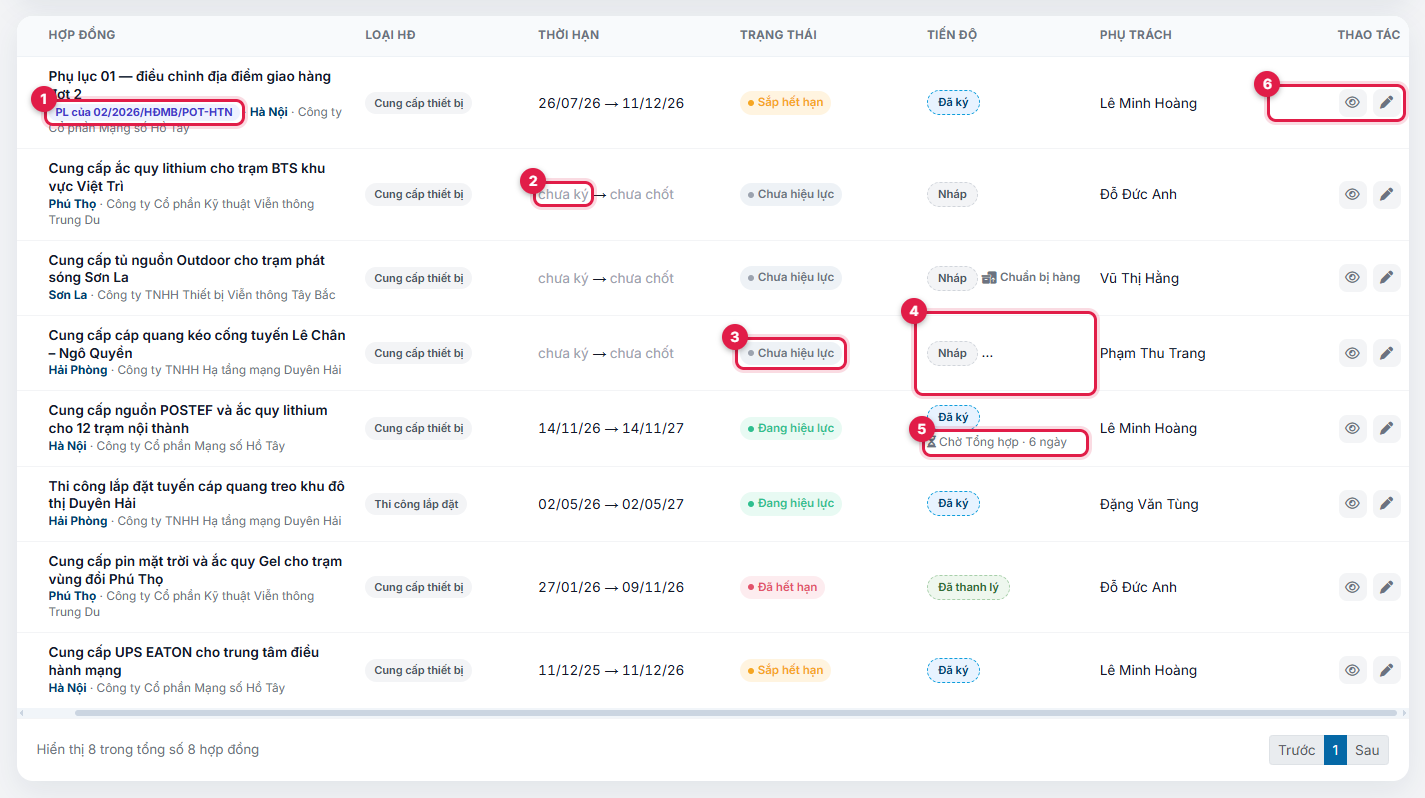 HỢP ĐỒNG LOẠI HĐ THỜI HẠN TRẠNG THÁI TIẾN ĐỘ PHỤ TRÁCH THAO TÁC
Phụ lục 01 — điều chỉnh địa điểm giao hàng
đợt 2
1 PL của 02/2026/HĐMB/POT-HTN Hà Nội · Công ty
Cổ phần Mạng số Hồ Tây
Cung cấp thiết bị 26/07/26 → 11/12/26 Sắp hết hạn Đã ký Lê Minh Hoàng 6
Cung cấp ắc quy lithium cho trạm BTS khu
vực Việt Trì
Phú Thọ · Công ty Cổ phần Kỹ thuật Viễn thông
Trung Du
Cung cấp thiết bị 2 chưa ký → chưa chốt Chưa hiệu lực Nháp Đỗ Đức Anh
Cung cấp tủ nguồn Outdoor cho trạm phát
sóng Sơn La
Sơn La · Công ty TNHH Thiết bị Viễn thông Tây Bắc
Cung cấp thiết bị chưa ký → chưa chốt Chưa hiệu lực Nháp Chuẩn bị hàng Vũ Thị Hằng
Cung cấp cáp quang kéo cống tuyến Lê Chân
– Ngô Quyền
Hải Phòng · Công ty TNHH Hạ tầng mạng Duyên Hải
Cung cấp thiết bị chưa ký → chưa chốt 3 Chưa hiệu lực 4 Nháp ... Phạm Thu Trang
Cung cấp nguồn POSTEF và ắc quy lithium
cho 12 trạm nội thành
Hà Nội · Công ty Cổ phần Mạng số Hồ Tây
Cung cấp thiết bị 14/11/26 → 14/11/27 Đang hiệu lực Đã ký Lê Minh Hoàng
5 Chờ Tổng hợp · 6 ngày
Thi công lắp đặt tuyến cáp quang treo khu đô
thị Duyên Hải
Hải Phòng · Công ty TNHH Hạ tầng mạng Duyên Hải
Thi công lắp đặt 02/05/26 → 02/05/27 Đang hiệu lực Đã ký Đặng Văn Tùng
Cung cấp pin mặt trời và ắc quy Gel cho trạm
vùng đồi Phú Thọ
Phú Thọ · Công ty Cổ phần Kỹ thuật Viễn thông
Trung Du
Cung cấp thiết bị 27/01/26 → 09/11/26 Đã hết hạn Đã thanh lý Đỗ Đức Anh
Cung cấp UPS EATON cho trung tâm điều
hành mạng
Hà Nội · Công ty Cổ phần Mạng số Hồ Tây
Cung cấp thiết bị 11/12/25 → 11/12/26 Sắp hết hạn Đã ký Lê Minh Hoàng
Hiển thị 8 trong tổng số 8 hợp đồng Trước 1 Sau